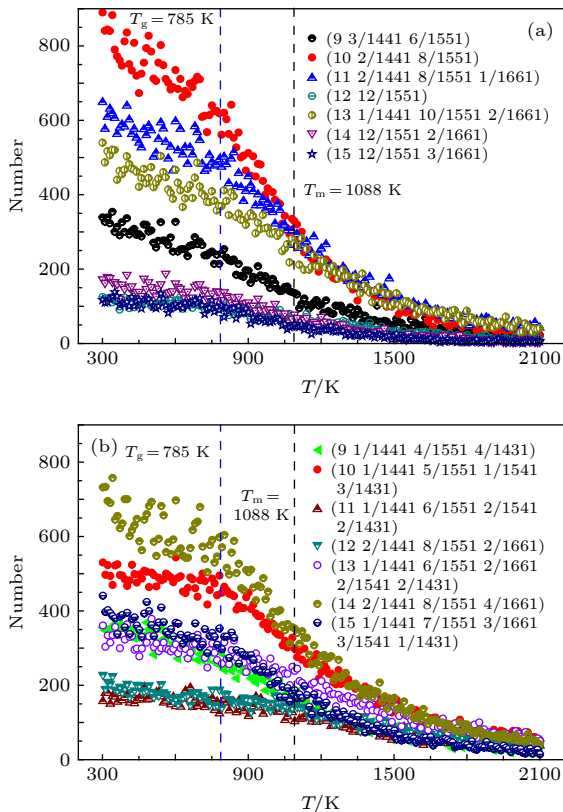 T_g = 785 K
(a)
(9 3/1441 6/1551)
(10 2/1441 8/1551)
(11 2/1441 8/1551 1/1661)
(12 12/1551)
(13 1/1441 10/1551 2/1661)
(14 12/1551 2/1661)
(15 12/1551 3/1661)
T_m = 1088 K
Number
800
600
400
200
0
300
900
1500
2100
T/K
(b)
T_g = 785 K
T_m =
1088 K
(9 1/1441 4/1551 4/1431)
(10 1/1441 5/1551 1/1541
3/1431)
(11 1/1441 6/1551 2/1541
2/1431)
(12 2/1441 8/1551 2/1661)
(13 1/1441 6/1551 2/1661
2/1541 2/1431)
(14 2/1441 8/1551 4/1661)
(15 1/1441 7/1551 3/1661
3/1541 1/1431)
Number
800
600
400
200
0
300
900
1500
2100
T/K